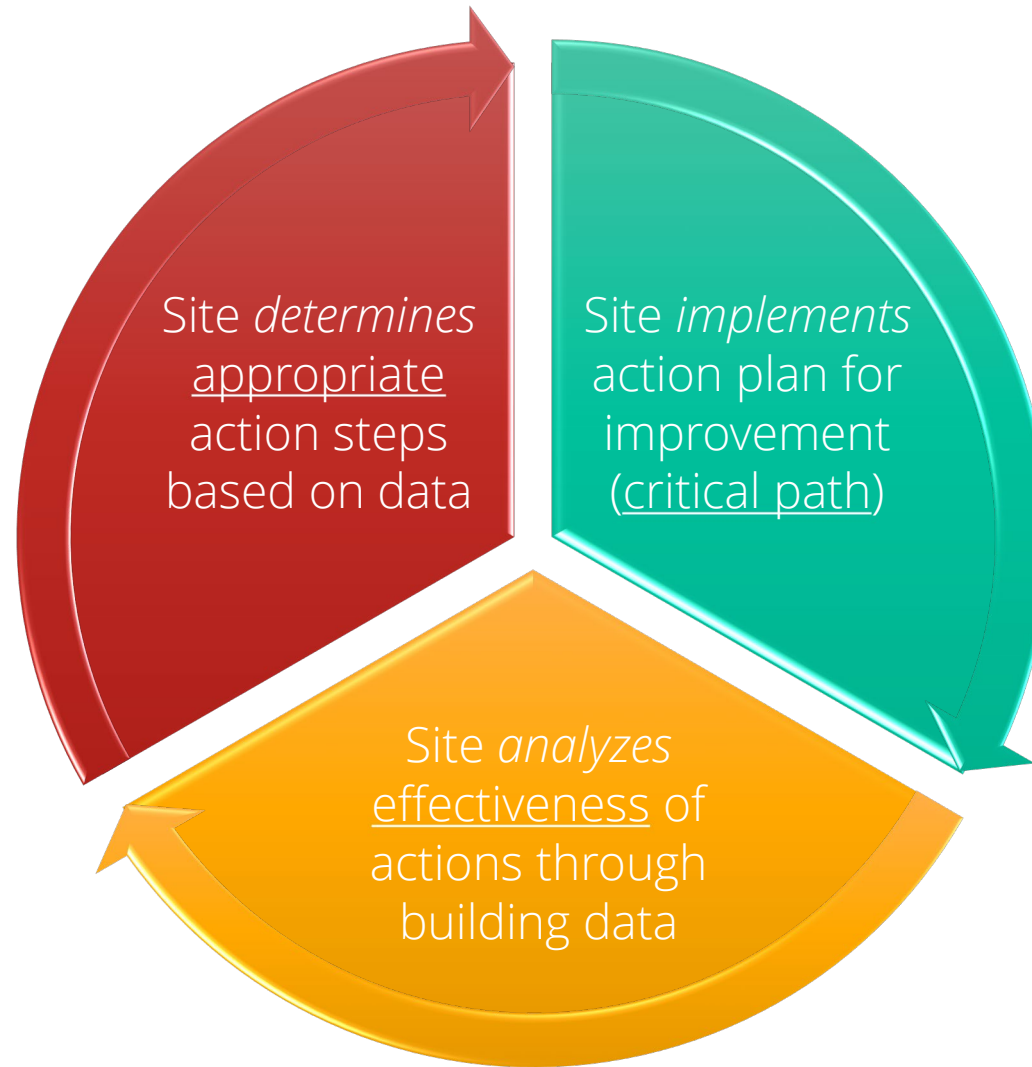 Site determines
appropriate
action steps
based on data
Site implements
action plan for
improvement
(critical path)
Site analyzes
effectiveness of
actions through
building data